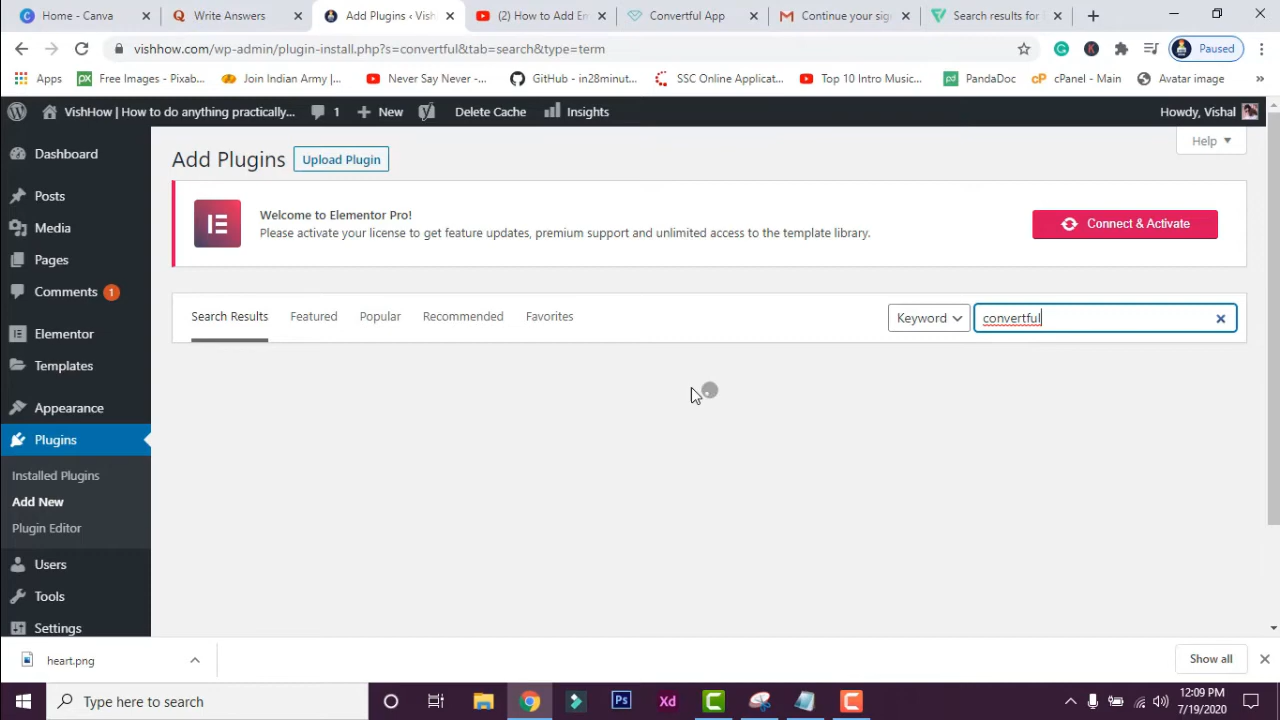 Home - Canva
Write Answers
Add Plugins ‹ Vish
(2) How to Add Em
Convertful App
Continue your sig
Search results for
vishhow.com/wp-admin/plugin-install.php?s=convertful&tab=search&type=term
Paused
Apps
Free Images - Pixab...
Join Indian Army |...
Never Say Never -...
GitHub - in28minut...
SSC Online Applicat...
Top 10 Intro Music...
PandaDoc
cPanel - Main
Avatar image
»
VishHow | How to do anything practically...
1
New
Delete Cache
Insights
Howdy, Vishal
Dashboard
Posts
Media
Pages
Comments 1
Elementor
Templates
Appearance
Plugins
Installed Plugins
Add New
Plugin Editor
Users
Tools
Settings
Help
Add Plugins
Upload Plugin
Welcome to Elementor Pro!
Please activate your license to get feature updates, premium support and unlimited access to the template library.
Connect & Activate
Search Results
Featured
Popular
Recommended
Favorites
Keyword
convertful
heart.png
Show all
Type here to search
Ps
Xd
12:09 PM
7/19/2020